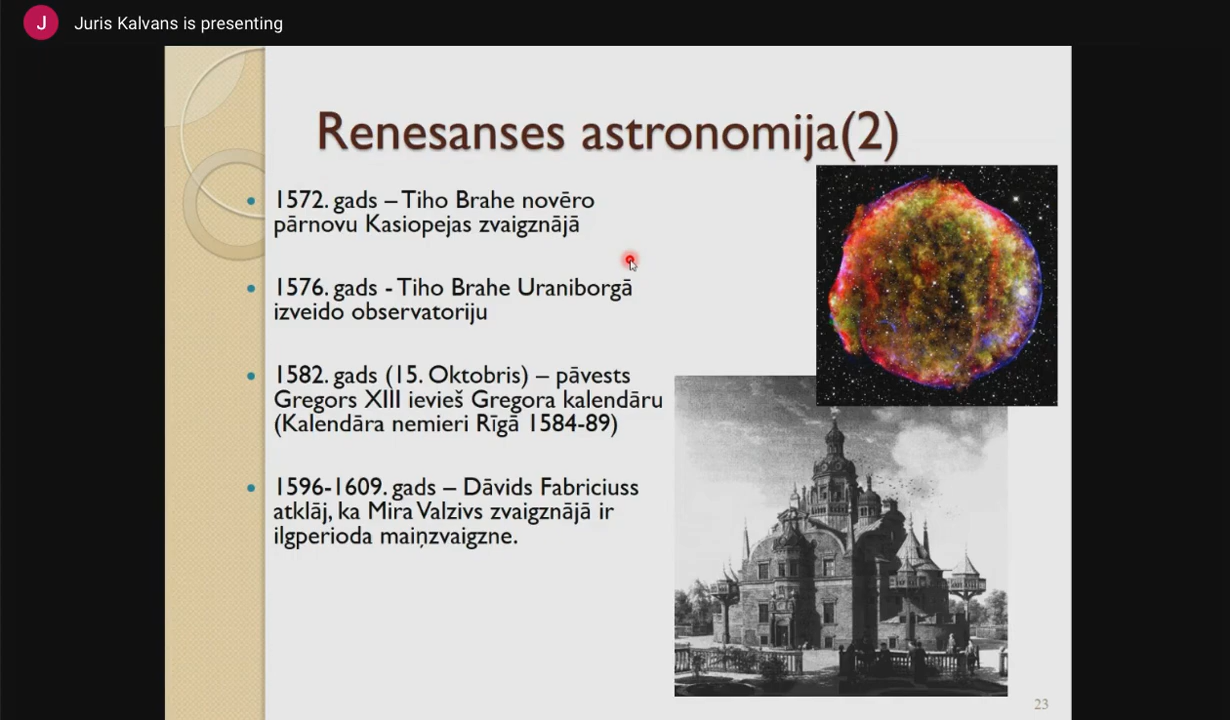 J
Juris Kalvans is presenting
Renesanses astronomija(2)
1572. gads – Tiho Brahe novēro
pārnovu Kasiopejas zvaigznājā
1576. gads - Tiho Brahe Uraniborgā
izveido observatoriju
1582. gads (15. Oktobris) – pāvests
Gregors XIII ievieš Gregora kalendāru
(Kalendāra nemieri Rīgā 1584-89)
1596-1609. gads – Dāvids Fabriciuss
atklāj, ka Mira Valzivs zvaigznājā ir
ilgperioda maiņzvaigzne.
23